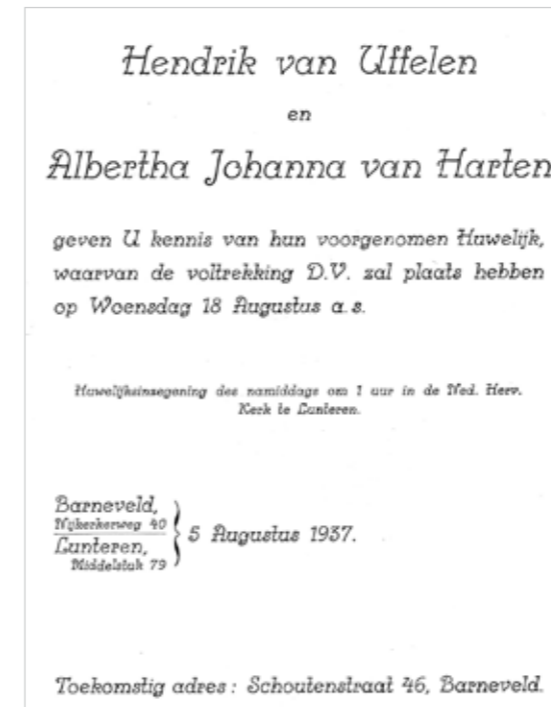 Hendrik van Uffelen
en
Albertha Johanna van Harten
geven U kennis van hun voorgenomen Huwelijk,
waarvan de voltrekking D.V. zal plaats hebben
op Woensdag 18 Augustus a.s.
Huwelijksinzegening des namiddags om 1 uur in de Ned. Herv.
Kerk te Lunteren.
Barneveld,
Nijkerkerweg 40
Lunteren,
Middelstuk 79
5 Augustus 1937.
Toekomstig adres: Schoutenstraat 46, Barneveld.